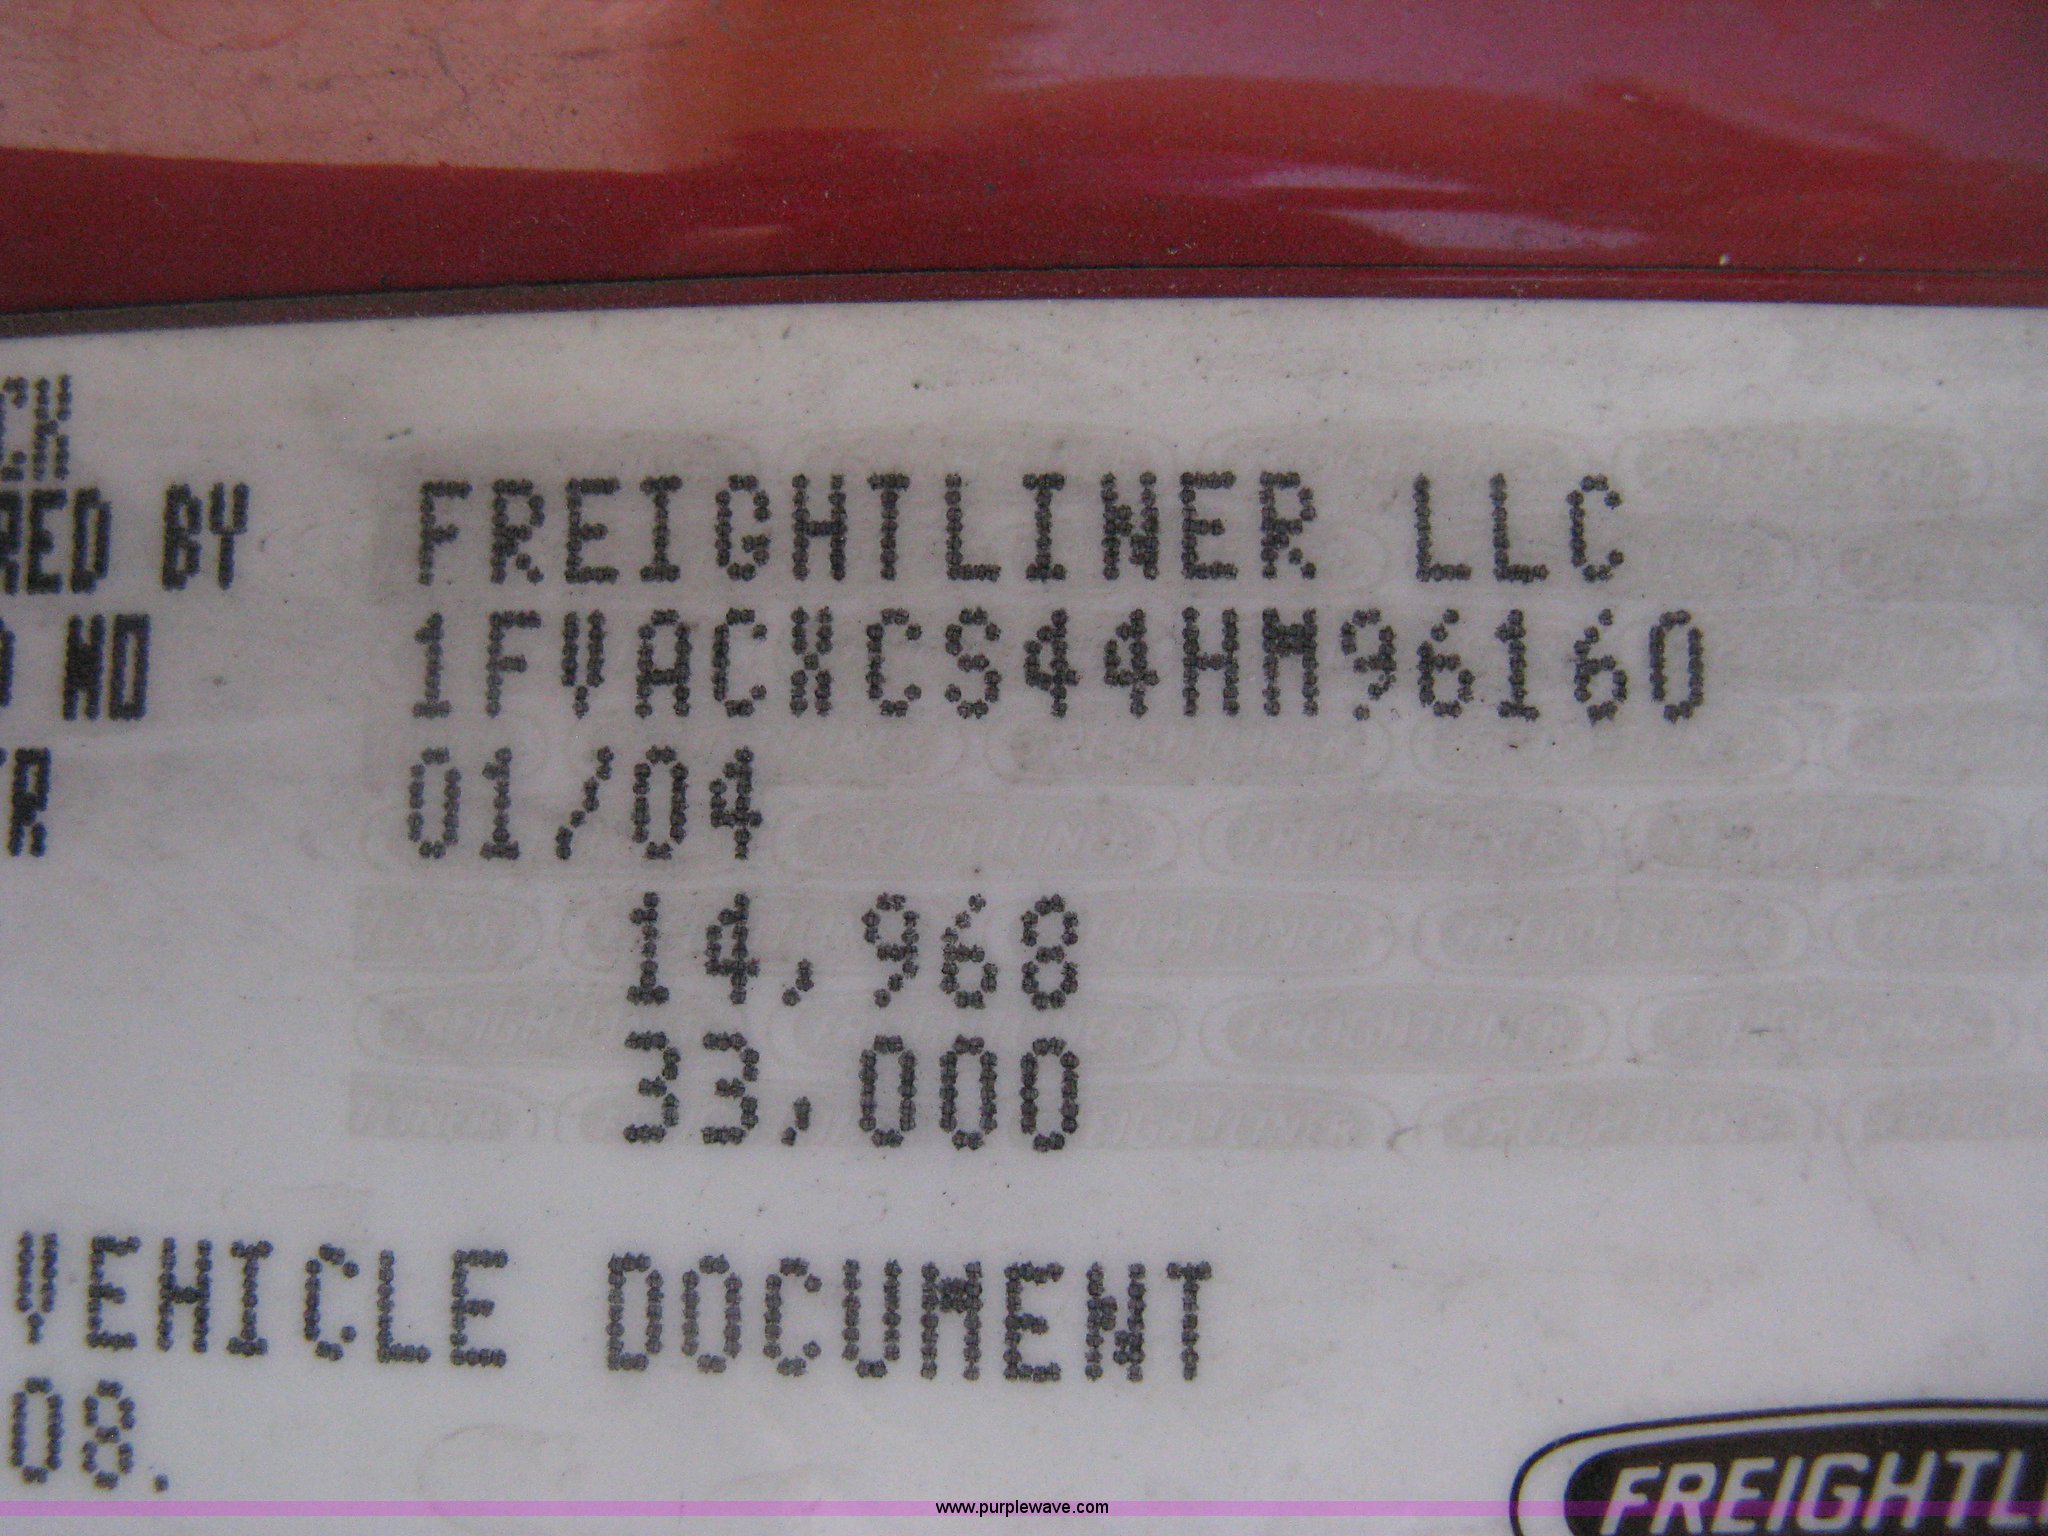 CK
RED BY FREIGHTLINER LLC
NO 1FVACXCS44HM96160
R 01/04
14,968
33,000
VEHICLE DOCUMENT
08.
FREIGHTL
www.purplewave.com